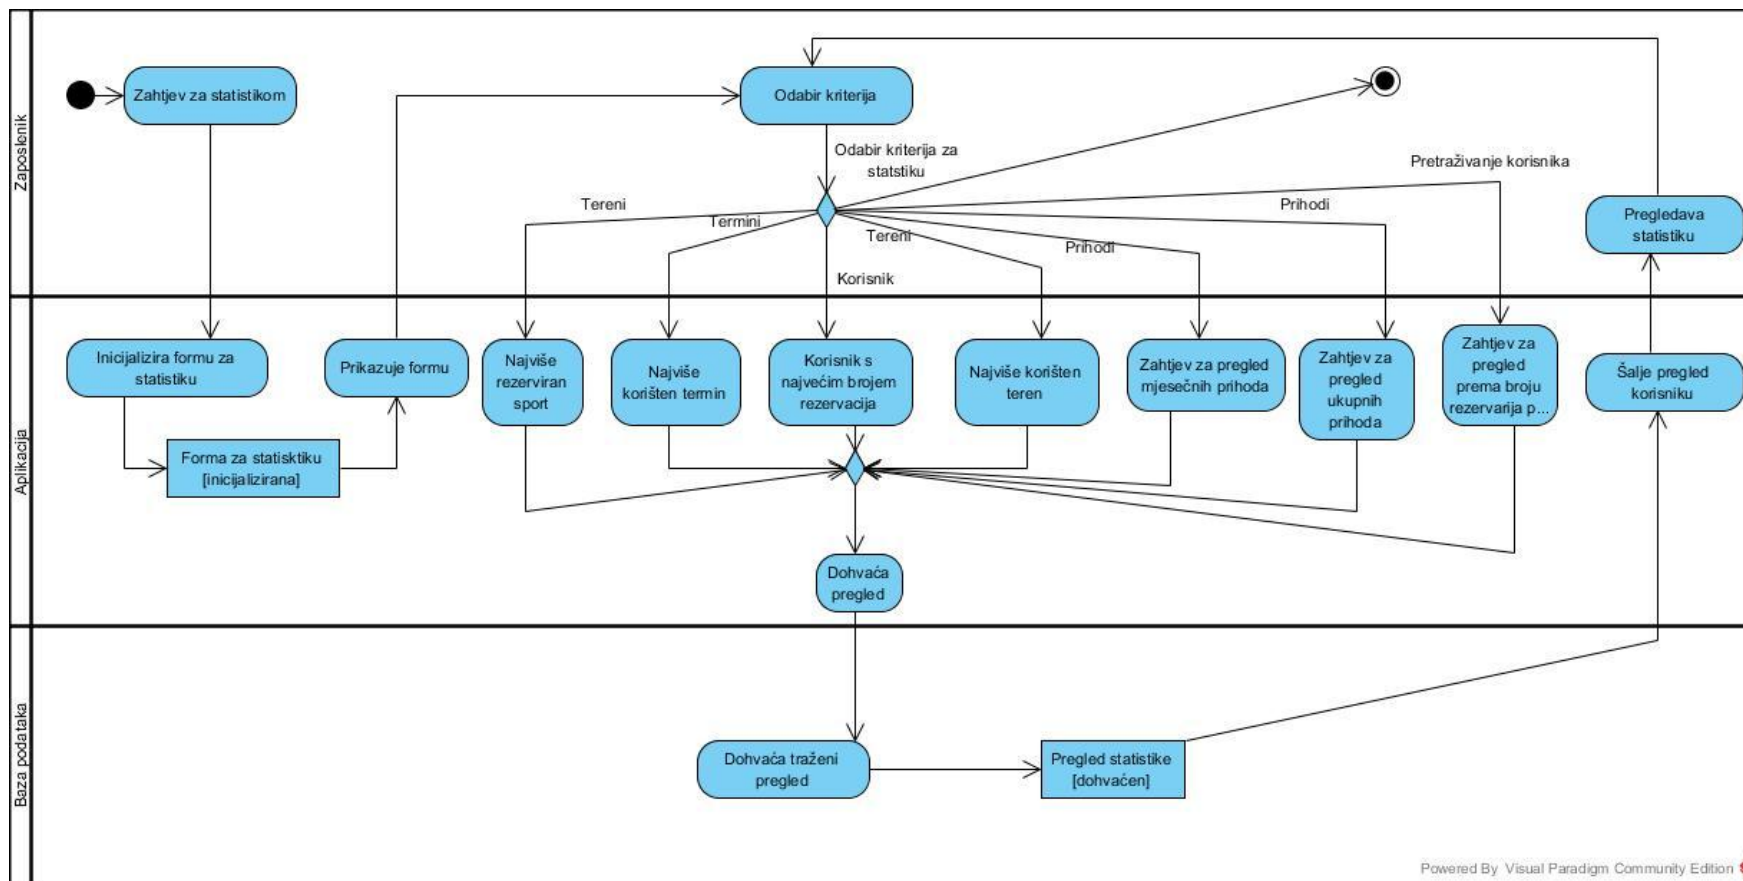 Zaposlenik
Zahtjev za statistikom
Odabir kriterija
Odabir kriterija za
statstiku
Pretraživanje korisnika
Tereni
Termini
Tereni
Prihodi
Prihodi
Korisnik
Pregledava
statistiku
Aplikacija
Inicijalizira formu za
statistiku
Prikazuje formu
Najviše
rezerviran
sport
Najviše
korišten termin
Korisnik s
najvećim brojem
rezervacija
Najviše korišten
teren
Zahtjev za pregled
mjesečnih prihoda
Zahtjev za
pregled
ukupnih
prihoda
Zahtjev za
pregled
prema broju
rezervarija p...
Šalje pregled
korisniku
Forma za statisktiku
[inicijalizirana]
Dohvaća
pregled
Baza podataka
Dohvaća traženi
pregled
Pregled statistike
[dohvaćen]
Powered By Visual Paradigm Community Edition